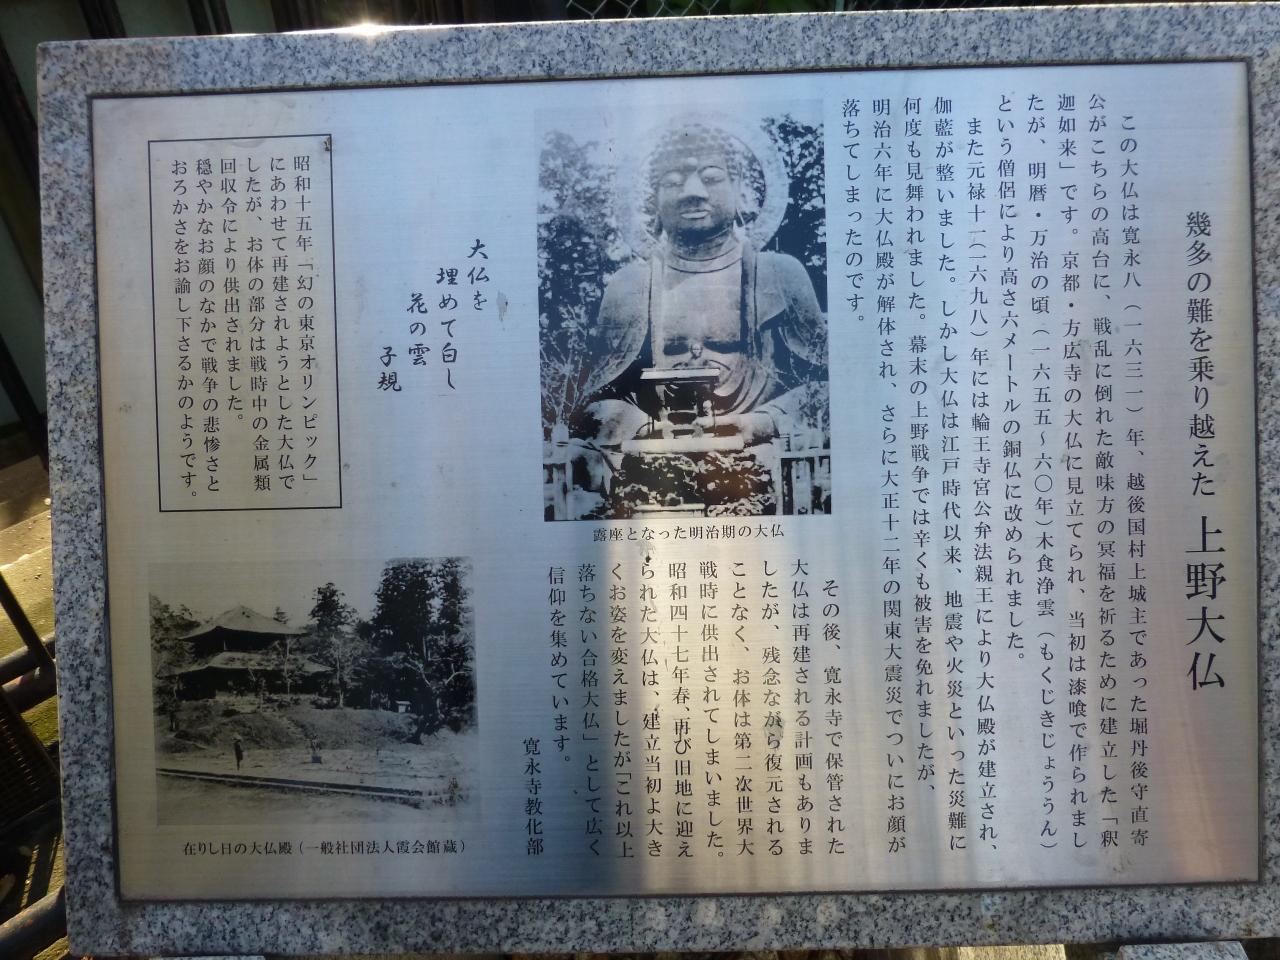 幾多の難を乗り越えた 上野大仏
この大仏は寛永八（一六三一）年、越後国村上城主であった堀丹後守直寄
公がこちらの高台に、戦乱に倒れた敵味方の冥福を祈るために建立した「釈
迦如来」です。京都・方広寺の大仏に見立てられ、当初は漆喰で作られまし
たが、明暦・万治の頃（一六五五～六〇年）木食浄雲（もくじきじょううん）
という僧侶により高さ六メートルの銅仏に改められました。
また元禄十一（一六九八）年には輪王寺宮公弁法親王により大仏殿が建立され、
伽藍が整いました。しかし大仏は江戸時代以来、地震や火災といった災難に
何度も見舞われました。幕末の上野戦争では辛くも被害を免れましたが、
明治六年に大仏殿が解体され、さらに大正十二年の関東大震災でついにお顔が
落ちてしまったのです。
露座となった明治期の大仏
その後、寛永寺で保管された
大仏は再建される計画もありま
したが、残念ながら復元される
ことなく、お体は第二次世界大
戦時に供出されてしまいました。
昭和四十七年春、再び旧地に迎え
られた大仏は、建立当初よ大き
くお姿を変えましたが「これ以上
落ちない合格大仏」として広く
信仰を集めています。
寛永寺教化部
大仏を
埋めて白し
花の雲
子規
昭和十五年「幻の東京オリンピック」
にあわせて再建されようとした大仏で
したが、お体の部分は戦時中の金属類
回収令により供出されました。
穏やかなお顔のなかで戦争の悲惨さと
おろかさをお諭し下さるかのようです。
在りし日の大仏殿（一般社団法人霞会館蔵）